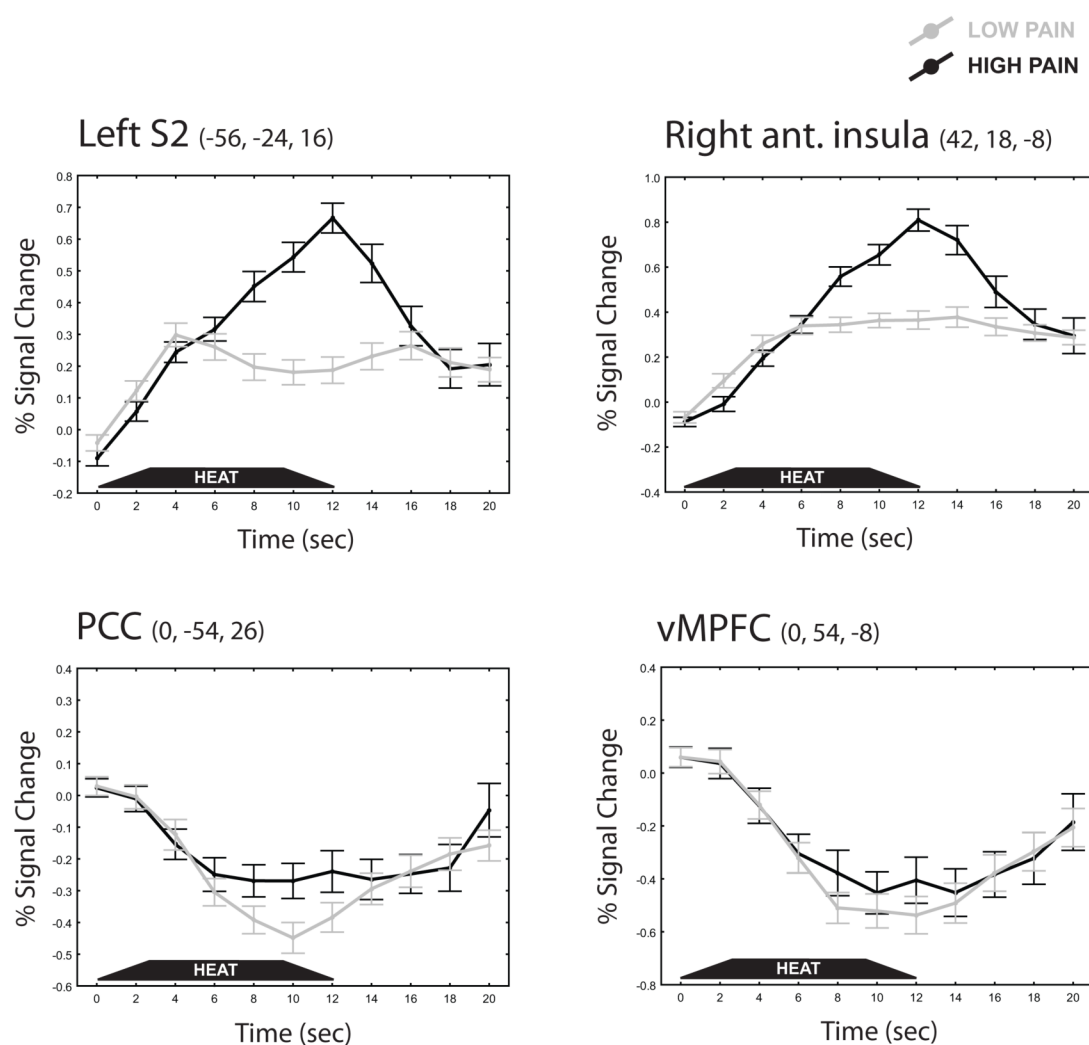 LOW PAIN
HIGH PAIN
Left S2 (-56, -24, 16)
% Signal Change
0.8
0.7
0.6
0.5
0.4
0.3
0.2
0.1
0.0
-0.1
-0.2
HEAT
0 2 4 6 8 10 12 14 16 18 20
Time (sec)
Right ant. insula (42, 18, -8)
% Signal Change
1.0
0.8
0.6
0.4
0.2
0.0
-0.2
-0.4
HEAT
0 2 4 6 8 10 12 14 16 18 20
Time (sec)
PCC (0, -54, 26)
% Signal Change
0.4
0.3
0.2
0.1
0.0
-0.1
-0.2
-0.3
-0.4
-0.5
-0.6
HEAT
0 2 4 6 8 10 12 14 16 18 20
Time (sec)
vMPFC (0, 54, -8)
% Signal Change
0.4
0.2
0.0
-0.2
-0.4
-0.6
-0.8
HEAT
0 2 4 6 8 10 12 14 16 18 20
Time (sec)